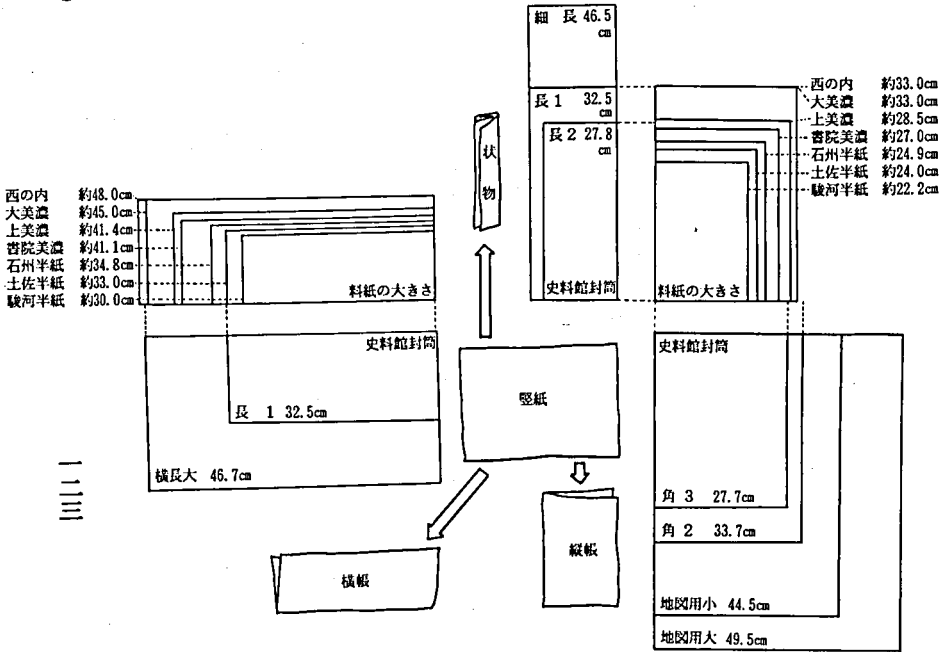 細 長 46.5
cm
長 1 32.5
cm
長 2 27.8
cm
史料館封筒
西の内 約33.0cm
大美濃 約33.0cm
上美濃 約28.5cm
書院美濃 約27.0cm
石州半紙 約24.9cm
土佐半紙 約24.0cm
駿河半紙 約22.2cm
料紙の大きさ
状物
西の内 約48.0cm
大美濃 約45.0cm
上美濃 約41.4cm
書院美濃 約41.1cm
石州半紙 約34.8cm
土佐半紙 約33.0cm
駿河半紙 約30.0cm
料紙の大きさ
史料館封筒
長 1 32.5cm
横長大 46.7cm
竪紙
横帳
縦帳
史料館封筒
角 3 27.7cm
角 2 33.7cm
地図用小 44.5cm
地図用大 49.5cm
一二三